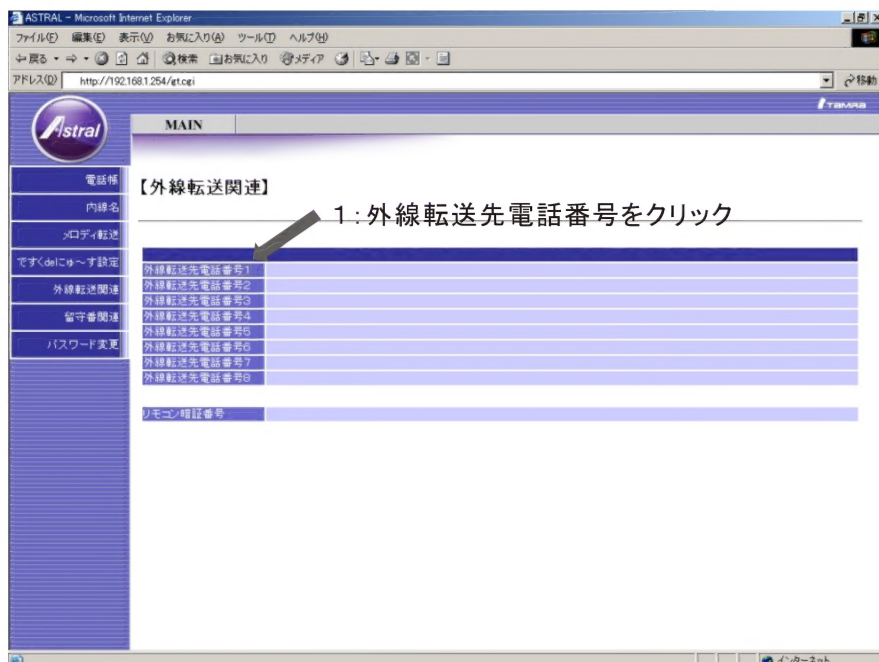 ASTRAL - Microsoft Internet Explorer
ファイル(F) 編集(E) 表示(V) お気に入り(A) ツール(T) ヘルプ(H)
戻る 検索 お気に入り メディア
アドレス(D) http://192.168.1.254/gt.cgi 移動
TAMRA
Astral
MAIN
電話帳
内線名
メロディ転送
ですくdelにゅ～す設定
外線転送関連
留守番関連
パスワード変更
【外線転送関連】
1:外線転送先電話番号をクリック
外線転送先電話番号1
外線転送先電話番号2
外線転送先電話番号3
外線転送先電話番号4
外線転送先電話番号5
外線転送先電話番号6
外線転送先電話番号7
外線転送先電話番号8
リモコン暗証番号
インターネット